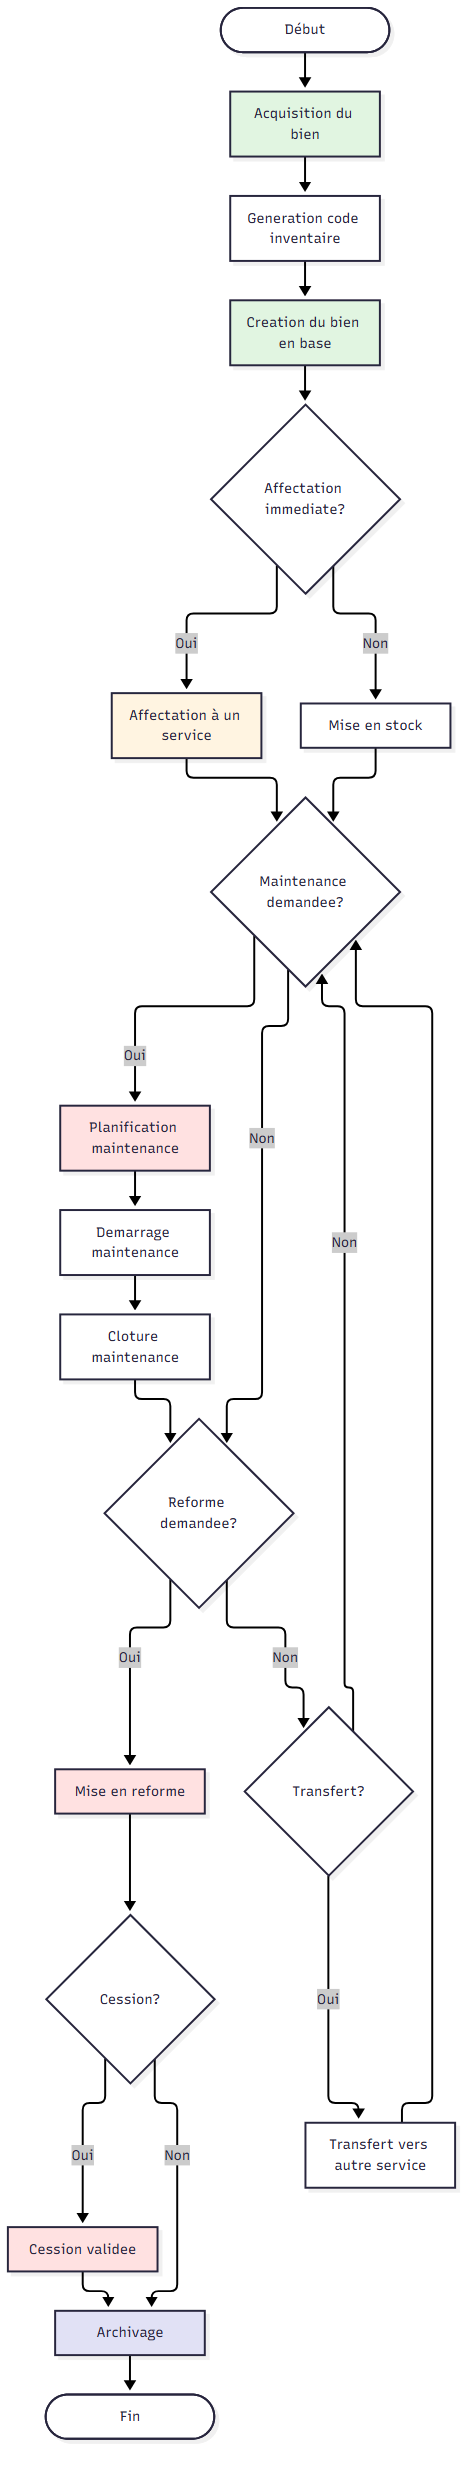 Début
Acquisition du
bien
Generation code
inventaire
Creation du bien
en base
Affectation
immediate?
Oui
Non
Affectation à un
service
Mise en stock
Maintenance
demandee?
Oui
Planification
maintenance
Non
Demarrage
maintenance
Non
Cloture
maintenance
Reforme
demandee?
Oui
Non
Mise en reforme
Transfert?
Cession?
Oui
Oui
Non
Transfert vers
autre service
Cession validee
Archivage
Fin